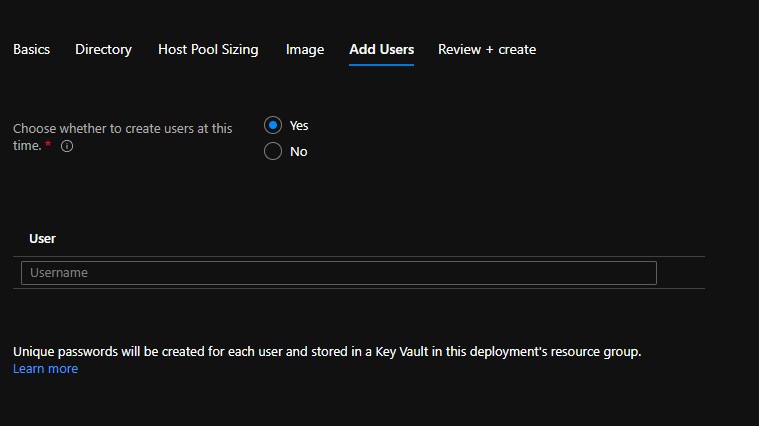 Basics Directory Host Pool Sizing Image Add Users Review + create
Choose whether to create users at this
time. *
Yes
No
User
Username
Unique passwords will be created for each user and stored in a Key Vault in this deployment's resource group.
Learn more